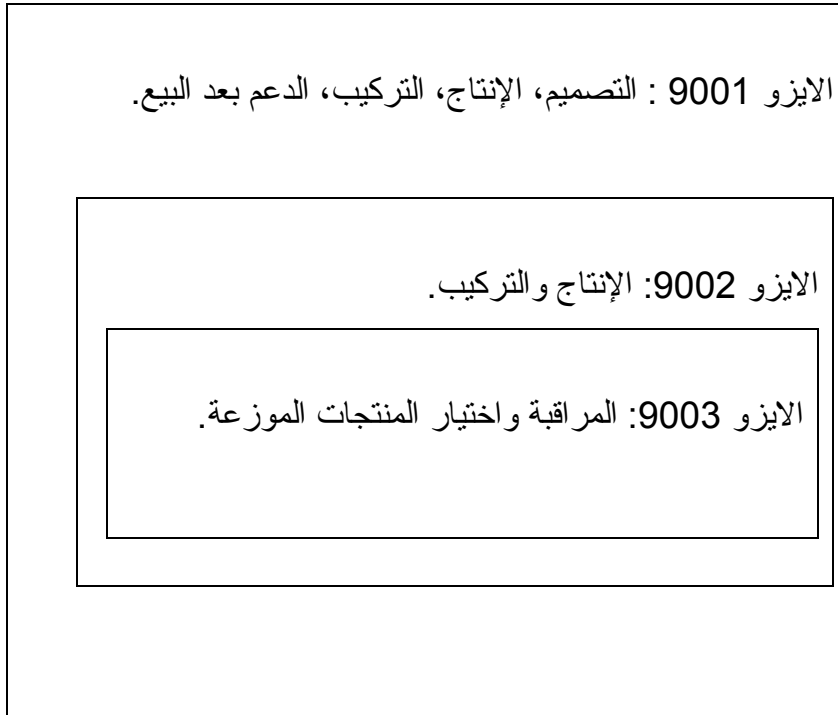 الايزو 9001 : التصميم، الإنتاج، التركيب، الدعم بعد البيع.
الايزو 9002: الإنتاج والتركيب.
الايزو 9003: المراقبة واختيار المنتجات الموزعة.